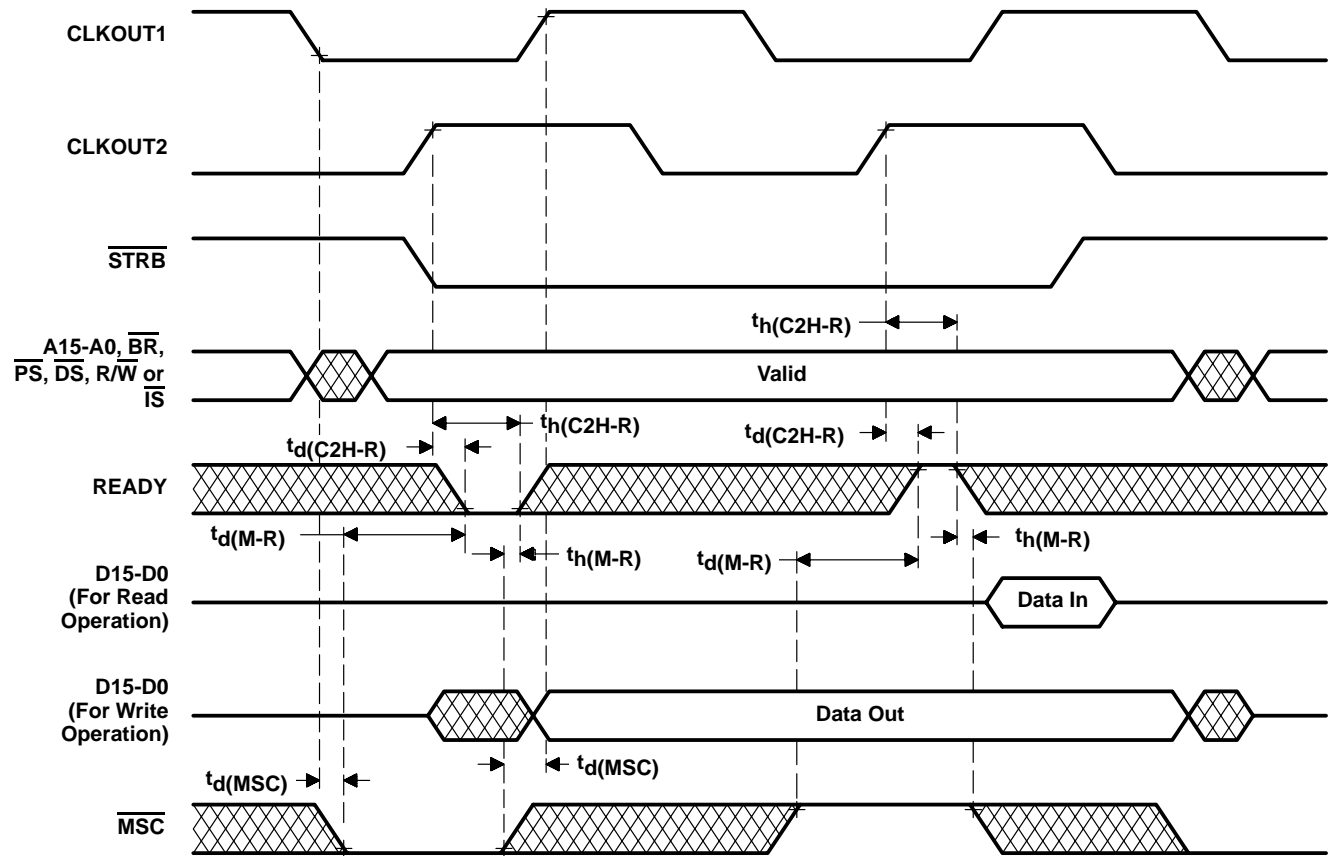 CLKOUT1
CLKOUT2
STRB
th(C2H-R)
A15-A0, BR,
PS, DS, R/W or
IS
Valid
th(C2H-R)
td(C2H-R)
td(C2H-R)
READY
td(M-R)
th(M-R)
td(M-R)
th(M-R)
D15-D0
(For Read
Operation)
Data In
D15-D0
(For Write
Operation)
Data Out
td(MSC)
td(MSC)
MSC